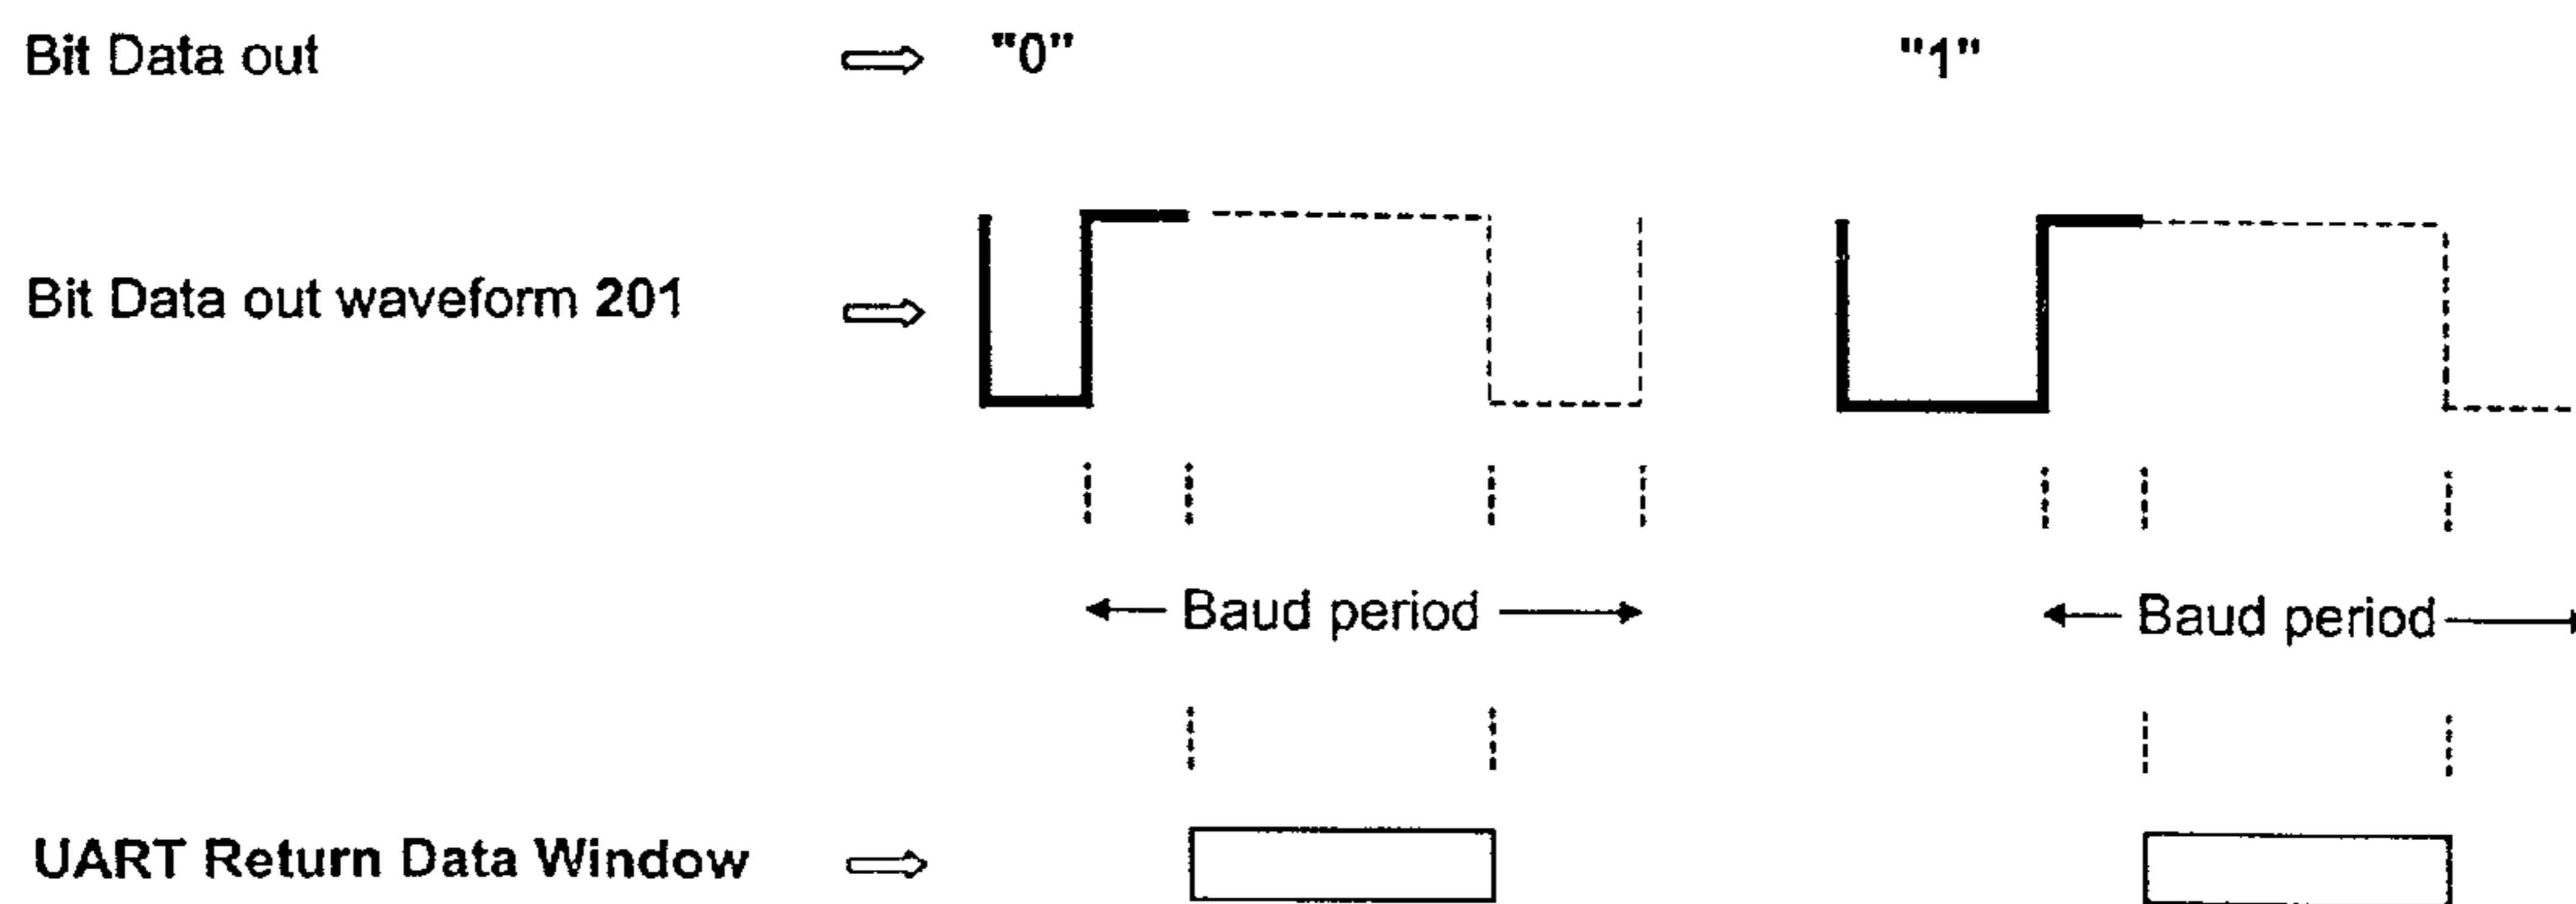 Bit Data out ⇨ "0" "1"
Bit Data out waveform 201 ⇨
Baud period Baud period
UART Return Data Window ⇨